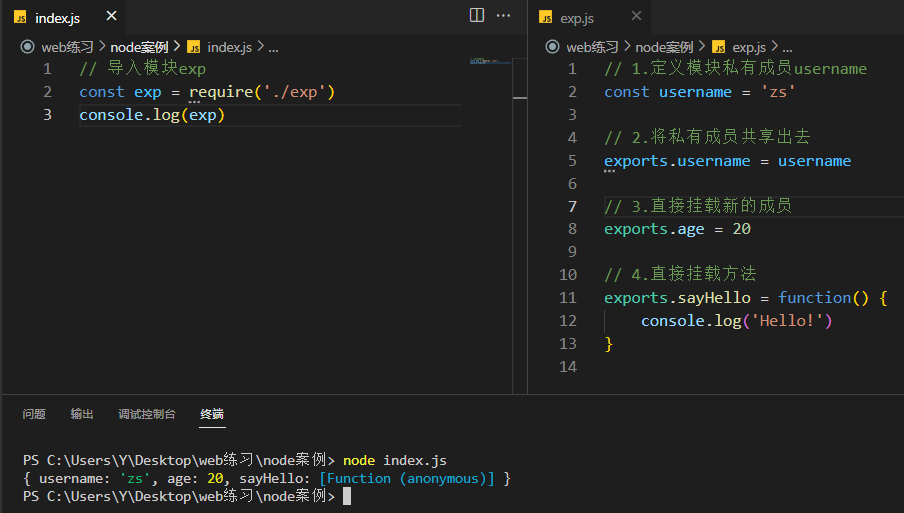 index.js
web练习 > node案例 > index.js > ...
1 // 导入模块exp
2 const exp = require('./exp')
3 console.log(exp)
exp.js
web练习 > node案例 > exp.js > ...
1 // 1.定义模块私有成员username
2 const username = 'zs'
3
4 // 2.将私有成员共享出去
5 exports.username = username
6
7 // 3.直接挂载新的成员
8 exports.age = 20
9
10 // 4.直接挂载方法
11 exports.sayHello = function() {
12     console.log('Hello!')
13 }
14
问题 输出 调试控制台 终端
PS C:\Users\Y\Desktop\web练习\node案例> node index.js
{ username: 'zs', age: 20, sayHello: [Function (anonymous)] }
PS C:\Users\Y\Desktop\web练习\node案例>